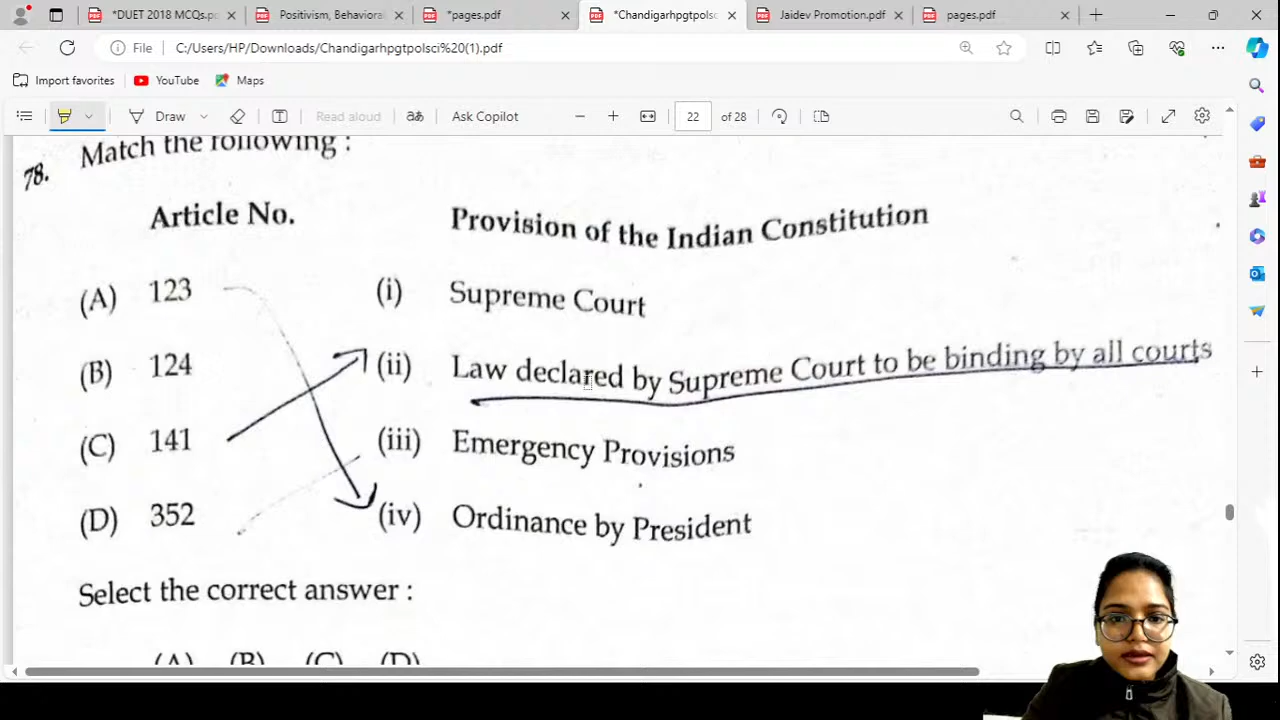 *DUET 2018 MCQs.po
Positivism, Behaviora
*pages.pdf
*Chandigarhpgtpolsc
Jaidev Promotion.pdf
pages.pdf
File
C:/Users/HP/Downloads/Chandigarhpgtpolsci%20(1).pdf
Import favorites
YouTube
Maps
Draw
Read aloud
Ask Copilot
22
of 28
78.
Match the following :
Article No.
Provision of the Indian Constitution
(A) 123
(i) Supreme Court
(B) 124
(ii) Law declared by Supreme Court to be binding by all courts
(C) 141
(iii) Emergency Provisions
(D) 352
(iv) Ordinance by President
Select the correct answer :
(A) (B) (C) (D)